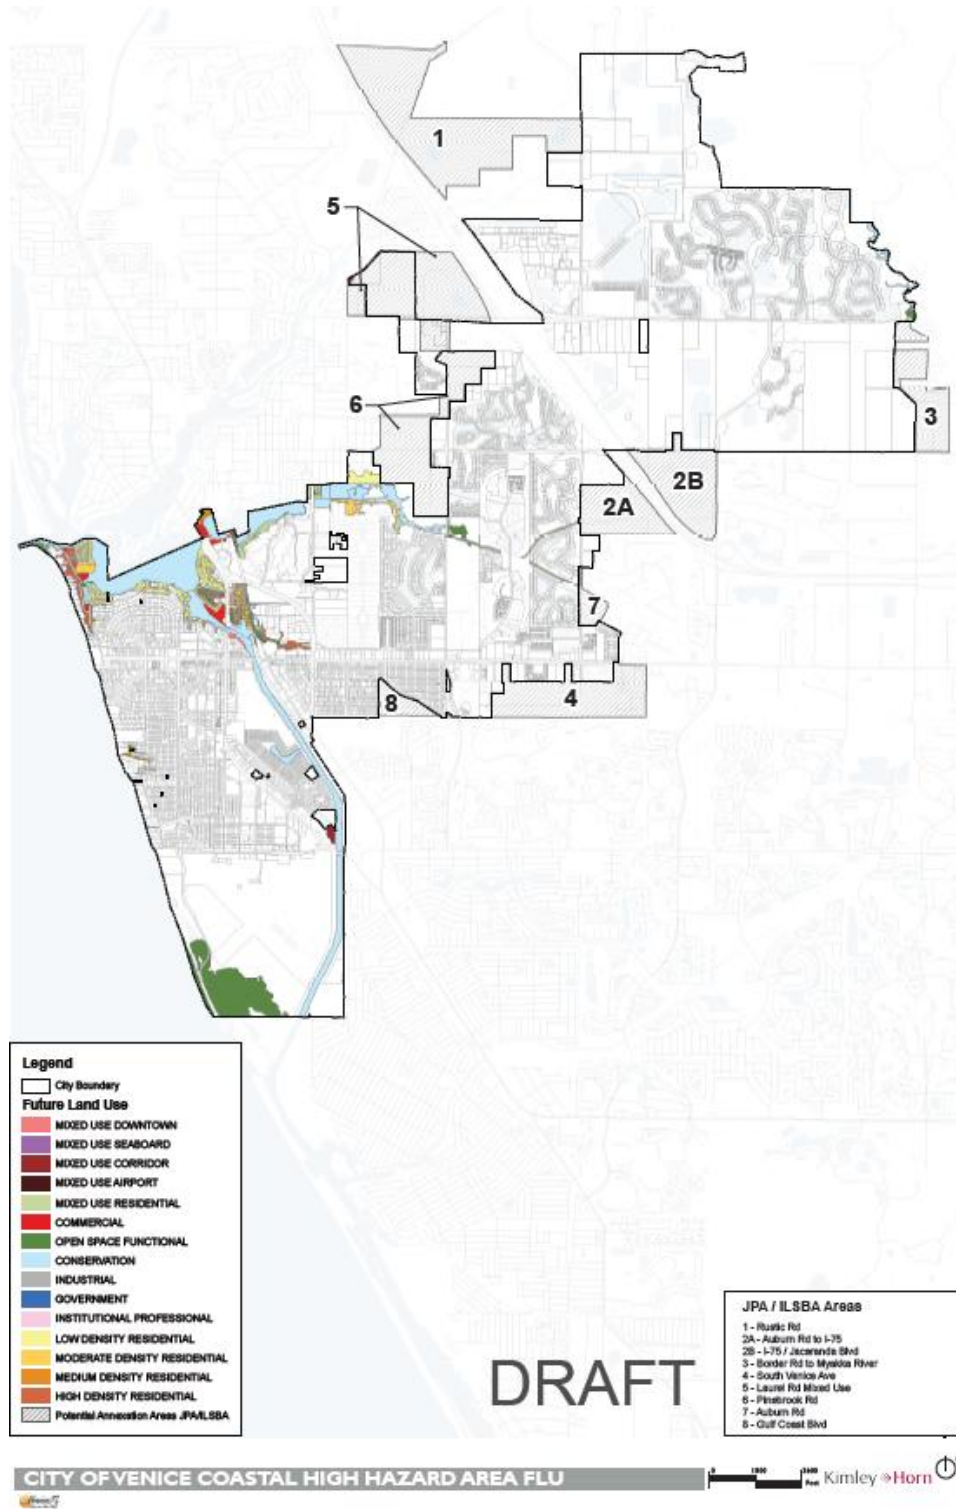 1
5
6
3
2B
2A
7
4
8
Legend
City Boundary
Future Land Use
MIXED USE DOWNTOWN
MIXED USE SEABOARD
MIXED USE CORRIDOR
MIXED USE AIRPORT
MIXED USE RESIDENTIAL
COMMERCIAL
OPEN SPACE FUNCTIONAL
CONSERVATION
INDUSTRIAL
GOVERNMENT
INSTITUTIONAL PROFESSIONAL
LOW DENSITY RESIDENTIAL
MODERATE DENSITY RESIDENTIAL
MEDIUM DENSITY RESIDENTIAL
HIGH DENSITY RESIDENTIAL
Potential Annexation Areas JPA/ILSBA
JPA / ILSBA Areas
1 - Rustic Rd
2A - Auburn Rd to I-75
2B - I-75 / Jacaranda Blvd
3 - Border Rd to Myakka River
4 - South Venice Ave
5 - Laurel Rd Mixed Use
6 - Pinebrook Rd
7 - Auburn Rd
8 - Gulf Coast Blvd
DRAFT
CITY OF VENICE COASTAL HIGH HAZARD AREA FLU
0
Feet
Kimley Horn